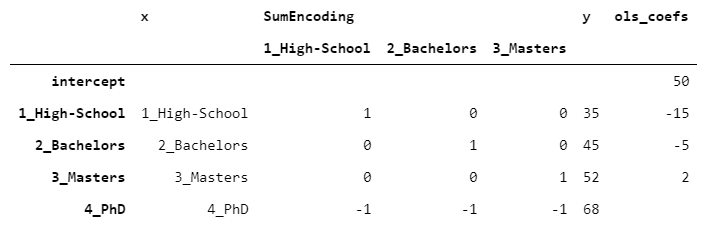 x SumEncoding y ols_coefs
1_High-School 2_Bachelors 3_Masters
intercept 50
1_High-School 1_High-School 1 0 0 35 -15
2_Bachelors 2_Bachelors 0 1 0 45 -5
3_Masters 3_Masters 0 0 1 52 2
4_PhD 4_PhD -1 -1 -1 68